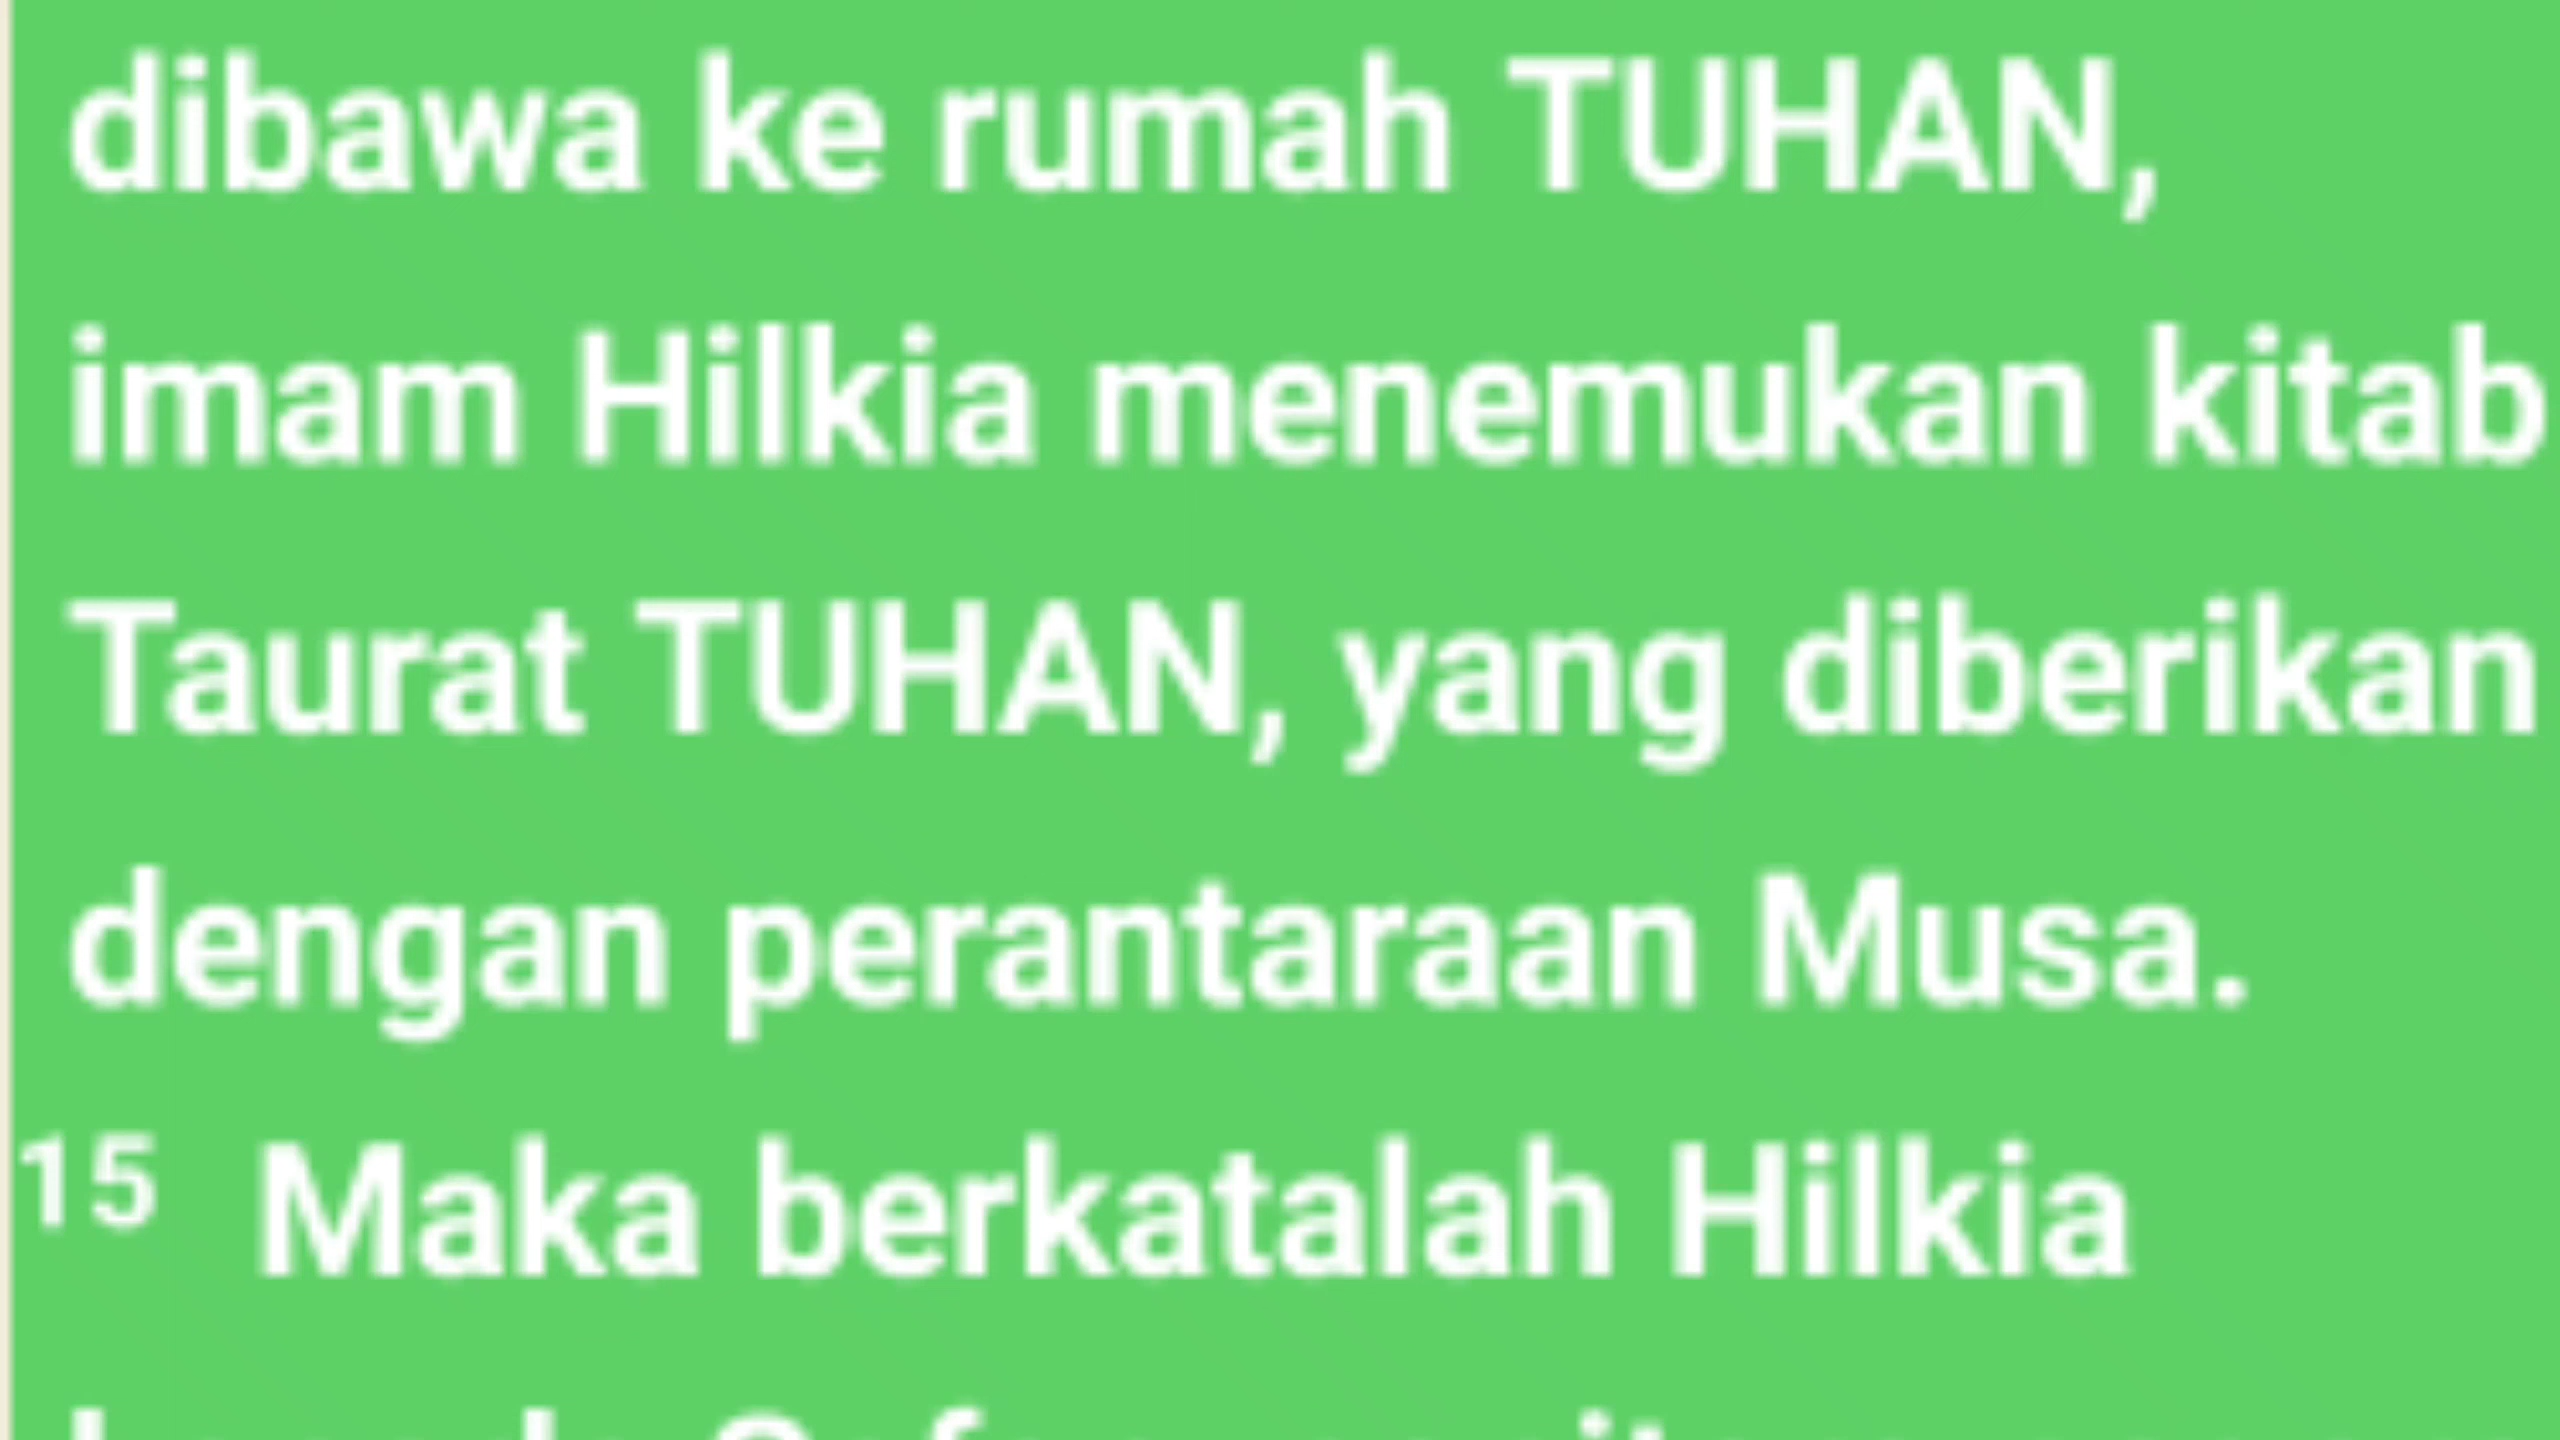 dibawa ke rumah TUHAN,
imam Hilkia menemukan kitab
Taurat TUHAN, yang diberikan
dengan perantaraan Musa.
15 Maka berkatalah Hilkia